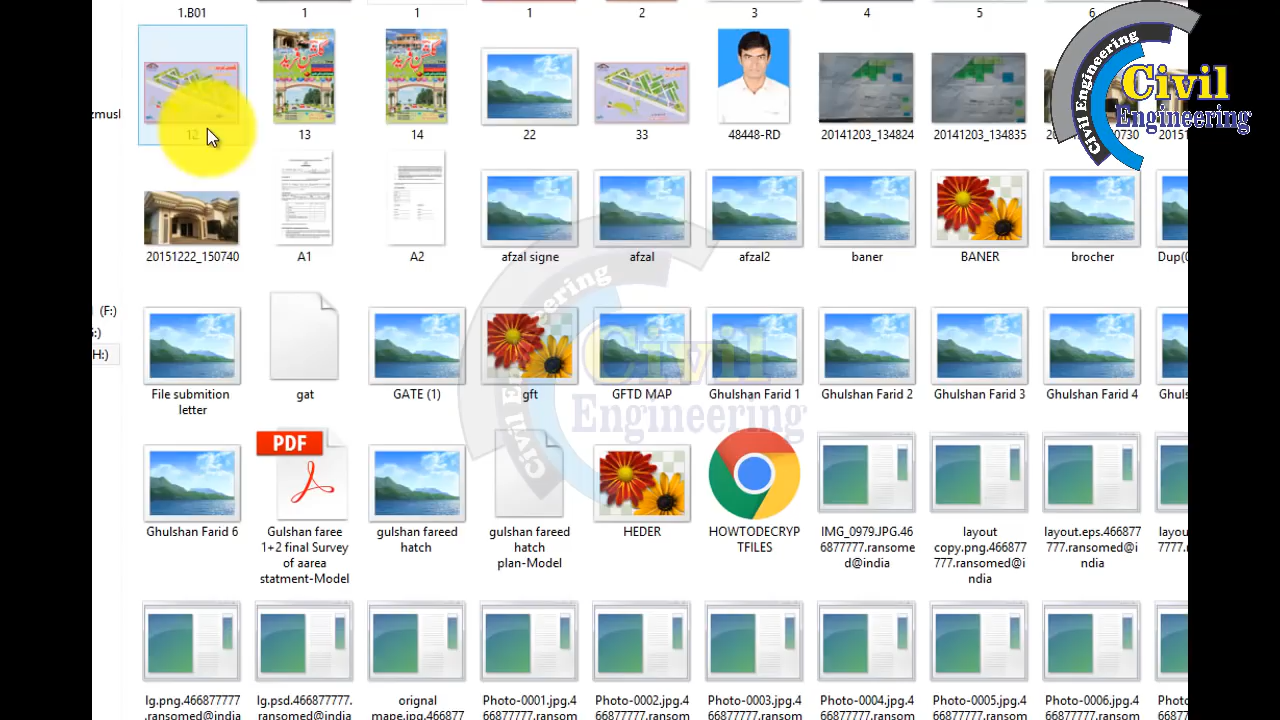 1.B01
1
1
1
2
3
4
5
6
Civil Engineering
Civil
Engineering
CIVIL
:musl
12
13
14
22
33
48448-RD
20141203_134824
20141203_134835
20151222_150740
A1
A2
afzal signe
afzal
afzal2
baner
BANER
brocher
Dup(
(F:)
H:)
File submition
letter
gat
GATE (1)
gft
GFTD MAP
Ghulshan Farid 1
Ghulshan Farid 2
Ghulshan Farid 3
Ghulshan Farid 4
Civil
Engineering
PDF
Ghulshan Farid 6
Gulshan faree
1+2 final Survey
of aarea
statment-Model
gulshan fareed
hatch
gulshan fareed
hatch
plan-Model
HEDER
HOWTODECRYP
TFILES
IMG_0979.JPG.46
6877777.ransome
d@india
layout
copy.png.466877
777.ransomed@i
ndia
layout.eps.466877
777.ransomed@i
ndia
lg.png.466877777
.ransomed@india
lg.psd.466877777.
ransomed@india
orignal
mape.jpg.466877
Photo-0001.jpg.4
66877777.ransom
Photo-0002.jpg.4
66877777.ransom
Photo-0003.jpg.4
66877777.ransom
Photo-0004.jpg.4
66877777.ransom
Photo-0005.jpg.4
66877777.ransom
Photo-0006.jpg.4
66877777.ransom